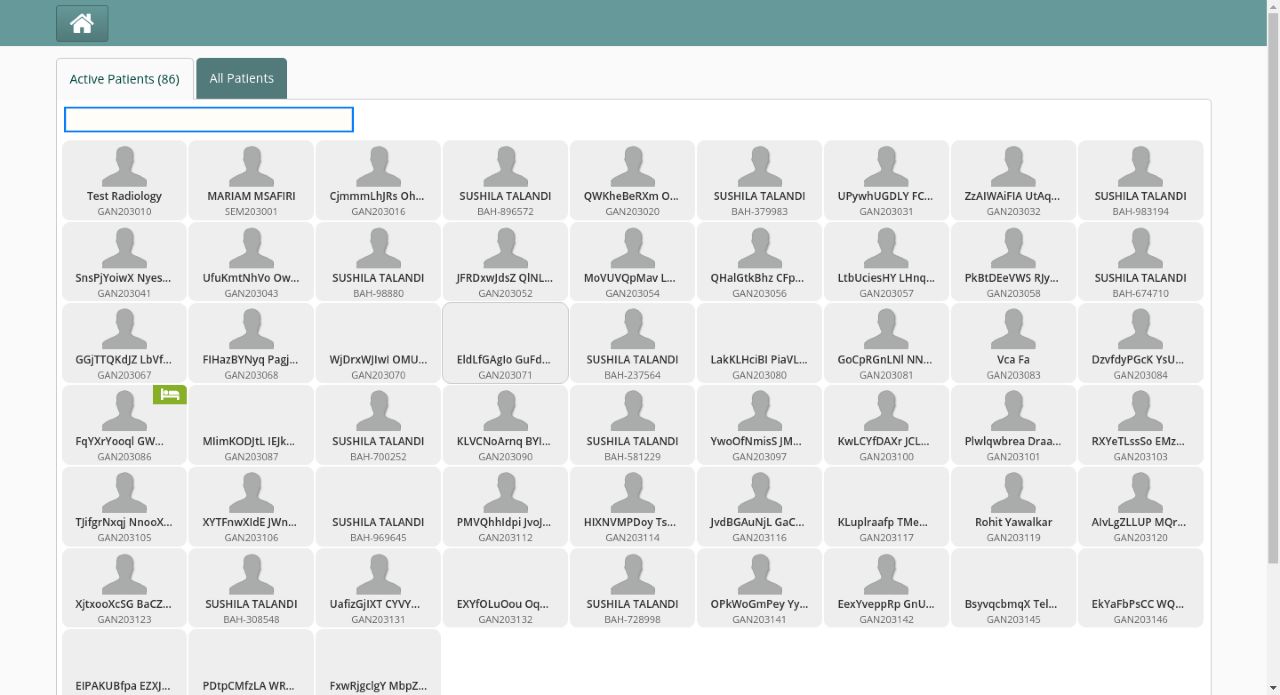 Active Patients (86)
All Patients
Test Radiology
GAN203010
MARIAM MSAFIRI
SEM203001
CjmmmLhJRs Oh...
GAN203016
SUSHILA TALANDI
BAH-896572
QWKheBeRXm O...
GAN203020
SUSHILA TALANDI
BAH-379983
UPywhUGDLY FC...
GAN203031
ZzAIWAiFIA UtAq...
GAN203032
SUSHILA TALANDI
BAH-983194
SnsPjYoiwX Nyes...
GAN203041
UfuKmtNhVo Ow...
GAN203043
SUSHILA TALANDI
BAH-98880
JFRDxwJdsZ QlNL...
GAN203052
MoVUVQpMav L...
GAN203054
QHalGtkBhz CFp...
GAN203056
LtbUciesHY LHnq...
GAN203057
PkBtDEeVWS RJy...
GAN203058
SUSHILA TALANDI
BAH-674710
GGjTTQKdJZ LbVf...
GAN203067
FIHazBYNyq Pagj...
GAN203068
WjDrxWJIwI OMU...
GAN203070
EldLfGAgIo GuFd...
GAN203071
SUSHILA TALANDI
BAH-237564
LakKLHciBI PiaVL...
GAN203080
GoCpRGnLNl NN...
GAN203081
Vca Fa
GAN203083
DzvfdyPGcK YsU...
GAN203084
FqYXrYooql GW...
GAN203086
MIimKODJtL IEJk...
GAN203087
SUSHILA TALANDI
BAH-700252
KLVCNoArnq BYI...
GAN203090
SUSHILA TALANDI
BAH-581229
YwoOfNmisS JM...
GAN203097
KwLCYfDAXr JCL...
GAN203100
Plwlqwbrea Draa...
GAN203101
RXYeTLssSo EMz...
GAN203103
TJifgrNxqj NnooX...
GAN203105
XYTFnwXIdE JWn...
GAN203106
SUSHILA TALANDI
BAH-969645
PMVQhhIdpi JvoJ...
GAN203112
HIXNVMPDoy Ts...
GAN203114
JvdBGAuNjL GaC...
GAN203116
KLuplraafp TMe...
GAN203117
Rohit Yawalkar
GAN203119
AIvLgZLLUP MQr...
GAN203120
XjtxooXcSG BaCZ...
GAN203123
SUSHILA TALANDI
BAH-308548
UafizGjIXT CYVY...
GAN203131
EXYfOLuOou Oq...
GAN203132
SUSHILA TALANDI
BAH-728998
OPkWoGmPey Yy...
GAN203141
EexYveppRp GnU...
GAN203142
BsyvqcbmqX Tel...
GAN203145
EkYaFbPsCC WQ...
GAN203146
EIPAKUBfpa EZXJ...
PDtpCMfzLA WR...
FxwRjgclgY MbpZ...